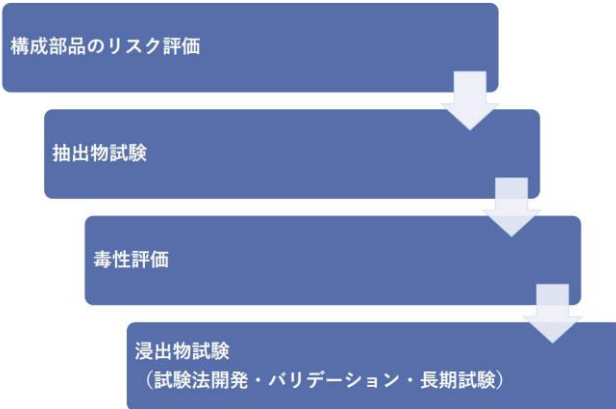 構成部品のリスク評価
抽出物試験
毒性評価
浸出物試験
（試験法開発・バリデーション・長期試験）